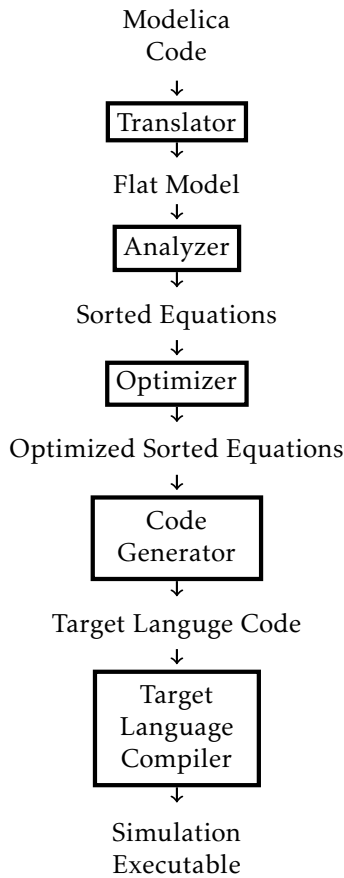 Modelica
Code
Translator
Flat Model
Analyzer
Sorted Equations
Optimizer
Optimized Sorted Equations
Code
Generator
Target Languge Code
Target
Language
Compiler
Simulation
Executable